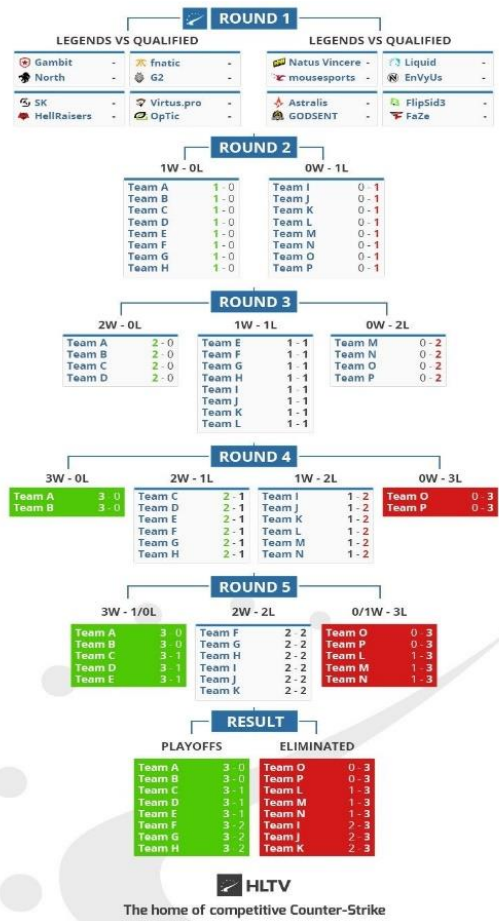 ROUND 1
LEGENDS VS QUALIFIED
LEGENDS VS QUALIFIED
Gambit -
North -
fnatic -
G2 -
Natus Vincere -
mousesports -
Liquid -
EnVyUs -
SK -
HellRaisers -
Virtus.pro -
OpTic -
Astralis -
GODSENT -
FlipSid3 -
FaZe -
ROUND 2
1W - 0L
Team A 1 - 0
Team B 1 - 0
Team C 1 - 0
Team D 1 - 0
Team E 1 - 0
Team F 1 - 0
Team G 1 - 0
Team H 1 - 0
0W - 1L
Team I 0 - 1
Team J 0 - 1
Team K 0 - 1
Team L 0 - 1
Team M 0 - 1
Team N 0 - 1
Team O 0 - 1
Team P 0 - 1
ROUND 3
2W - 0L
Team A 2 - 0
Team B 2 - 0
Team C 2 - 0
Team D 2 - 0
1W - 1L
Team E 1 - 1
Team F 1 - 1
Team G 1 - 1
Team H 1 - 1
Team I 1 - 1
Team J 1 - 1
Team K 1 - 1
Team L 1 - 1
0W - 2L
Team M 0 - 2
Team N 0 - 2
Team O 0 - 2
Team P 0 - 2
ROUND 4
3W - 0L
Team A 3 - 0
Team B 3 - 0
2W - 1L
Team C 2 - 1
Team D 2 - 1
Team E 2 - 1
Team F 2 - 1
Team G 2 - 1
Team H 2 - 1
1W - 2L
Team I 1 - 2
Team J 1 - 2
Team K 1 - 2
Team L 1 - 2
Team M 1 - 2
Team N 1 - 2
0W - 3L
Team O 0 - 3
Team P 0 - 3
ROUND 5
3W - 1/0L
Team A 3 - 0
Team B 3 - 0
Team C 3 - 1
Team D 3 - 1
Team E 3 - 1
2W - 2L
Team F 2 - 2
Team G 2 - 2
Team H 2 - 2
Team I 2 - 2
Team J 2 - 2
Team K 2 - 2
0/1W - 3L
Team O 0 - 3
Team P 0 - 3
Team L 1 - 3
Team M 1 - 3
Team N 1 - 3
RESULT
PLAYOFFS
Team A 3 - 0
Team B 3 - 0
Team C 3 - 1
Team D 3 - 1
Team E 3 - 1
Team F 3 - 2
Team G 3 - 2
Team H 3 - 2
ELIMINATED
Team O 0 - 3
Team P 0 - 3
Team L 1 - 3
Team M 1 - 3
Team N 1 - 3
Team I 2 - 3
Team J 2 - 3
Team K 2 - 3
HLTV
The home of competitive Counter-Strike